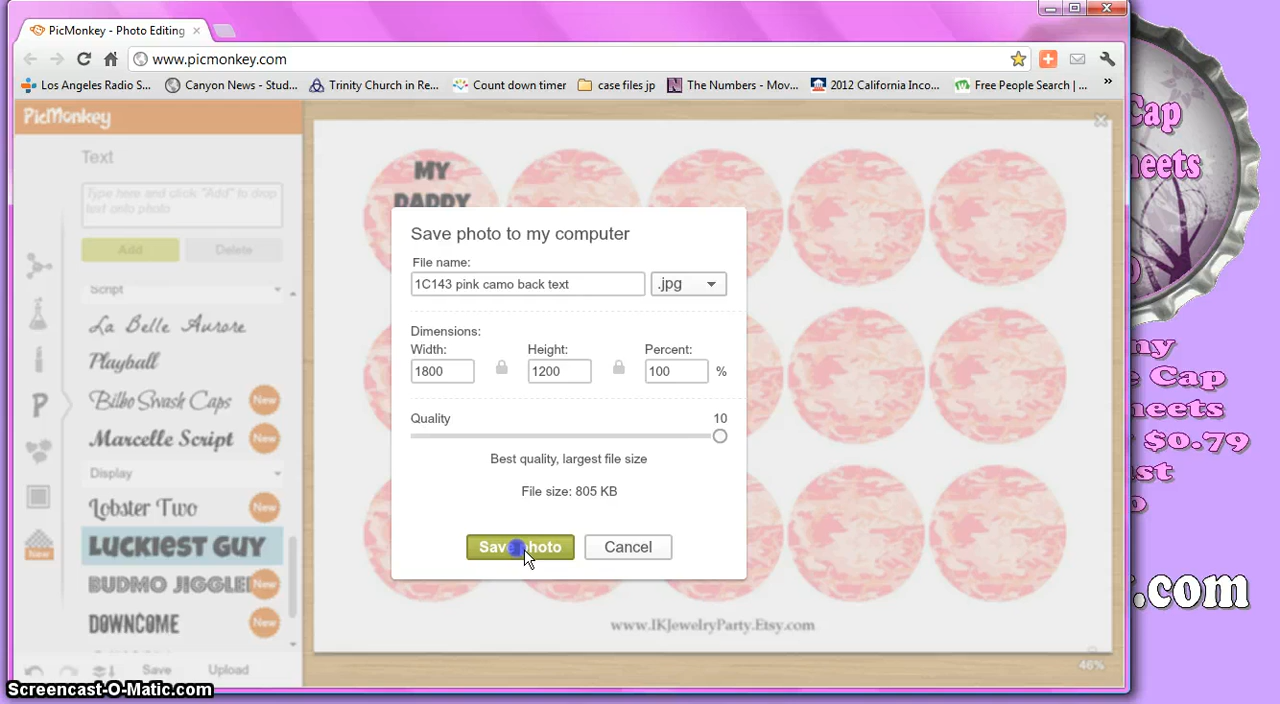 PicMonkey - Photo Editing
www.picmonkey.com
Los Angeles Radio S...
Canyon News - Stud...
Trinity Church in Re...
Count down timer
case files jp
The Numbers - Mov...
2012 California Inco...
Free People Search | ...
»
PicMonkey
Text
Type here and click "Add" to drop
text onto photo
Add
Delete
Script
La Belle Aurore
Playball
Bilbo Swash Caps
New
Marcelle Script
New
Display
Lobster Two
New
Luckiest Guy
BUDMO JIGGLE
New
DOWNCOME
New
New
Save
Upload
MY
DADDY
Save photo to my computer
File name:
1C143 pink camo back text
.jpg
Dimensions:
Width:
Height:
Percent:
1800
1200
100
%
Quality
10
Best quality, largest file size
File size: 805 KB
Save photo
Cancel
www.IKJewelryParty.Etsy.com
46%
Cap
eets
ny
e Cap
heets
$0.79
st
.com
Screencast-O-Matic.com